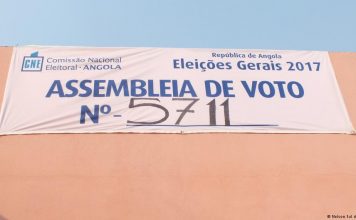 CNE
Comissão Nacional
Eleitoral · ANGOLA
República de Angola
Eleições Gerais 2017
ASSEMBLEIA DE VOTO
Nº- 5711